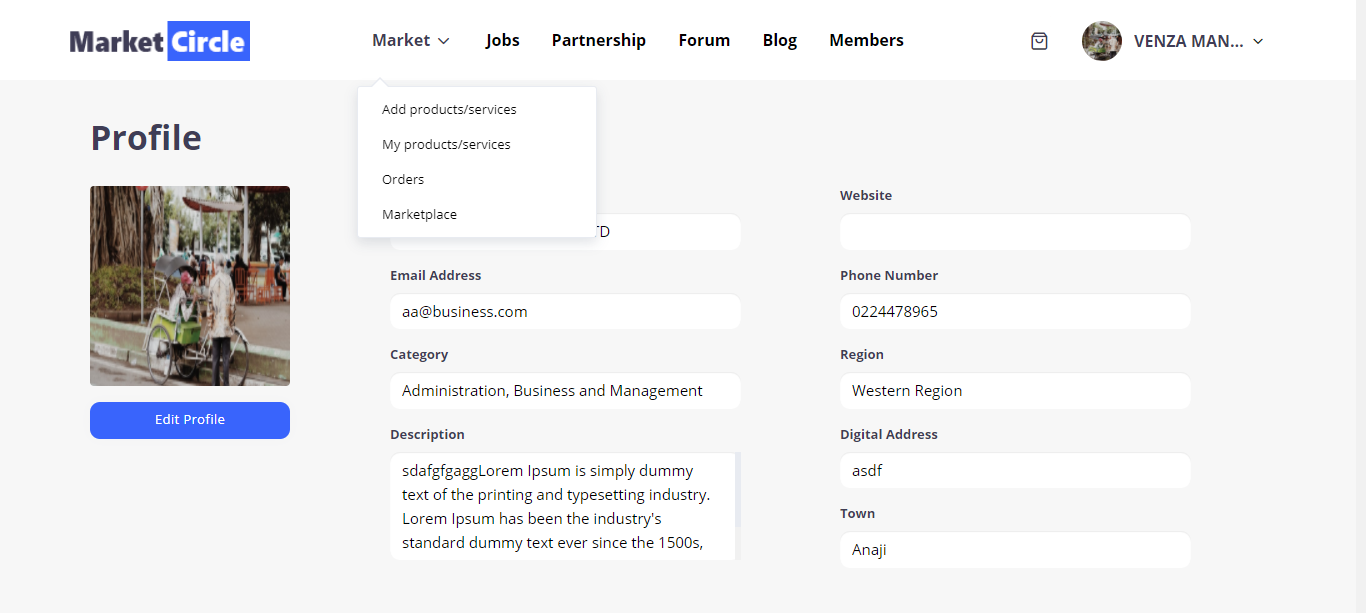 Market Circle
Market Jobs Partnership Forum Blog Members
VENZA MAN...
Add products/services
My products/services
Orders
Marketplace
Profile
Edit Profile
TD
Email Address
aa@business.com
Category
Administration, Business and Management
Description
sdafgfgaggLorem Ipsum is simply dummy
text of the printing and typesetting industry.
Lorem Ipsum has been the industry's
standard dummy text ever since the 1500s,
Website
Phone Number
0224478965
Region
Western Region
Digital Address
asdf
Town
Anaji